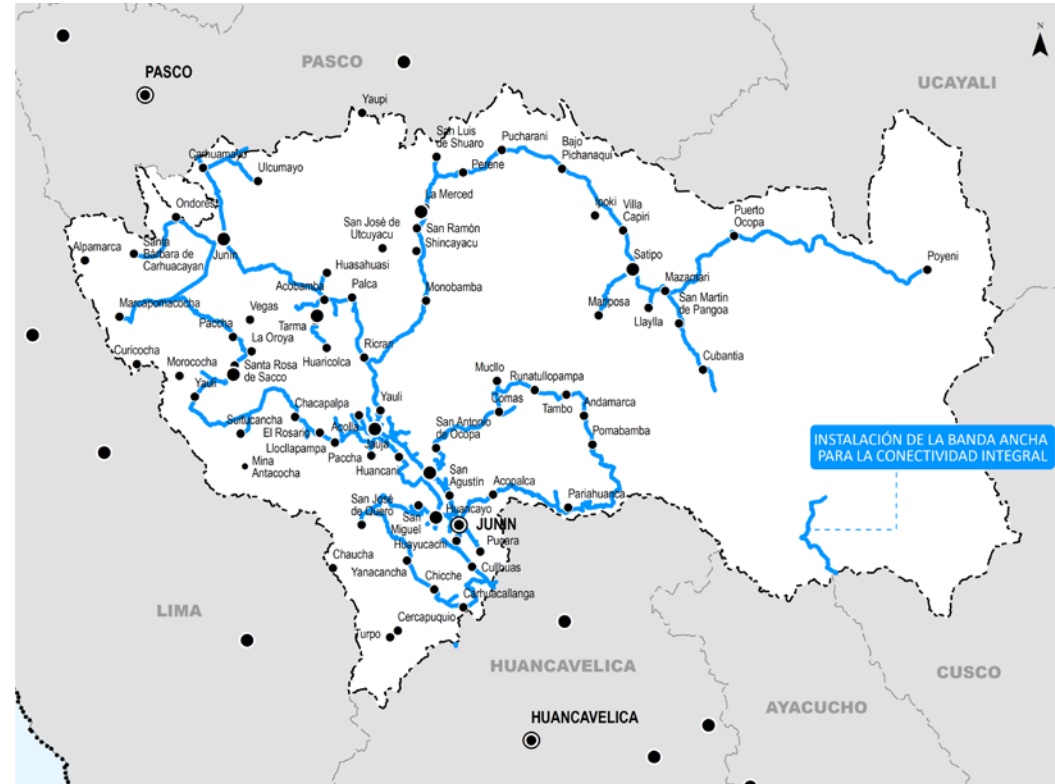 N
PASCO
PASCO
UCAYALI
Yaupi
San Luis
de Shuaro
Pucharani
Bajo
Pichanaqui
Perene
Carhuamayo
Ulcumayo
La Merced
Ondores
Ipoki
Villa
Capiri
Puerto
Ocopa
San José de
Utcuyacu
San Ramón
Shincayacu
Alpamarca
Santa
Bárbara de
Carhuacayan
Junín
Satipo
Poyeni
Huasahuasi
Acobamba
Palca
Monobamba
Mazamari
Mariposa
Llaylla
San Martin
de Pangoa
Marcapomacocha
Vegas
Tarma
Paccha
La Oroya
Huaricolca
Ricran
Curicocha
Morococha
Santa Rosa
de Sacco
Yauli
Cubantia
Mucllo
Runatullopampa
Comas
Tambo
Andamarca
Chacapalpa
Yauli
Suitucancha
El Rosario
Acolla
Jauja
San Antonio
de Ocopa
Pomabamba
Llocllapampa
Paccha
Huancani
INSTALACIÓN DE LA BANDA ANCHA
PARA LA CONECTIVIDAD INTEGRAL
Mina
Antacocha
San
Agustín
Acopalca
Pariahuanca
San José
de Quero
San
Miguel
Huancayo
JUNIN
Huayucachi
Pucara
Chaucha
Yanacancha
Cullhuas
Chicche
Carhuacallanga
Cercapuquio
Turpo
LIMA
HUANCAVELICA
CUSCO
AYACUCHO
HUANCAVELICA